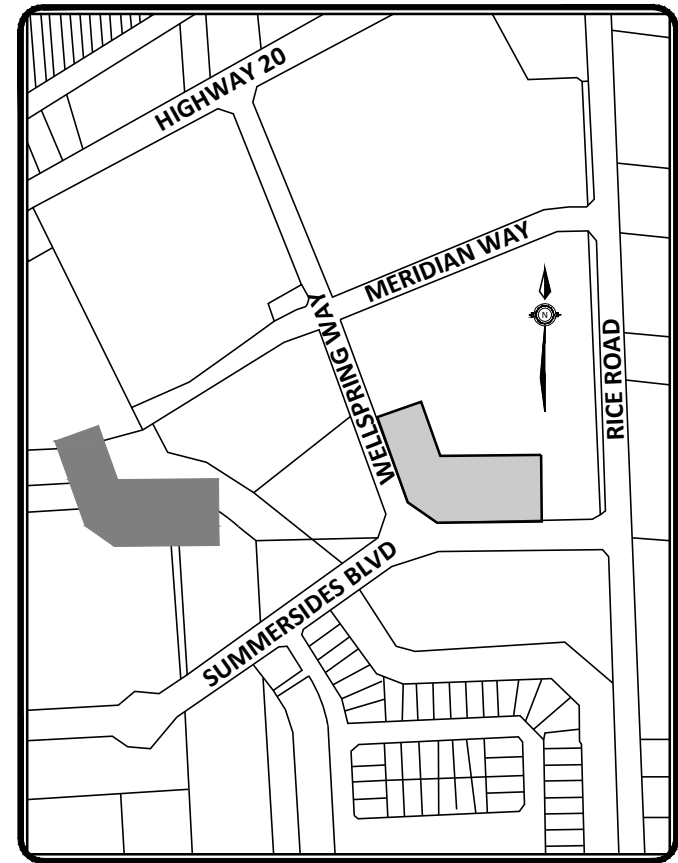 HIGHWAY 20
MERIDIAN WAY
WELLSPRING WAY
N
RICE ROAD
SUMMERSIDES BLVD